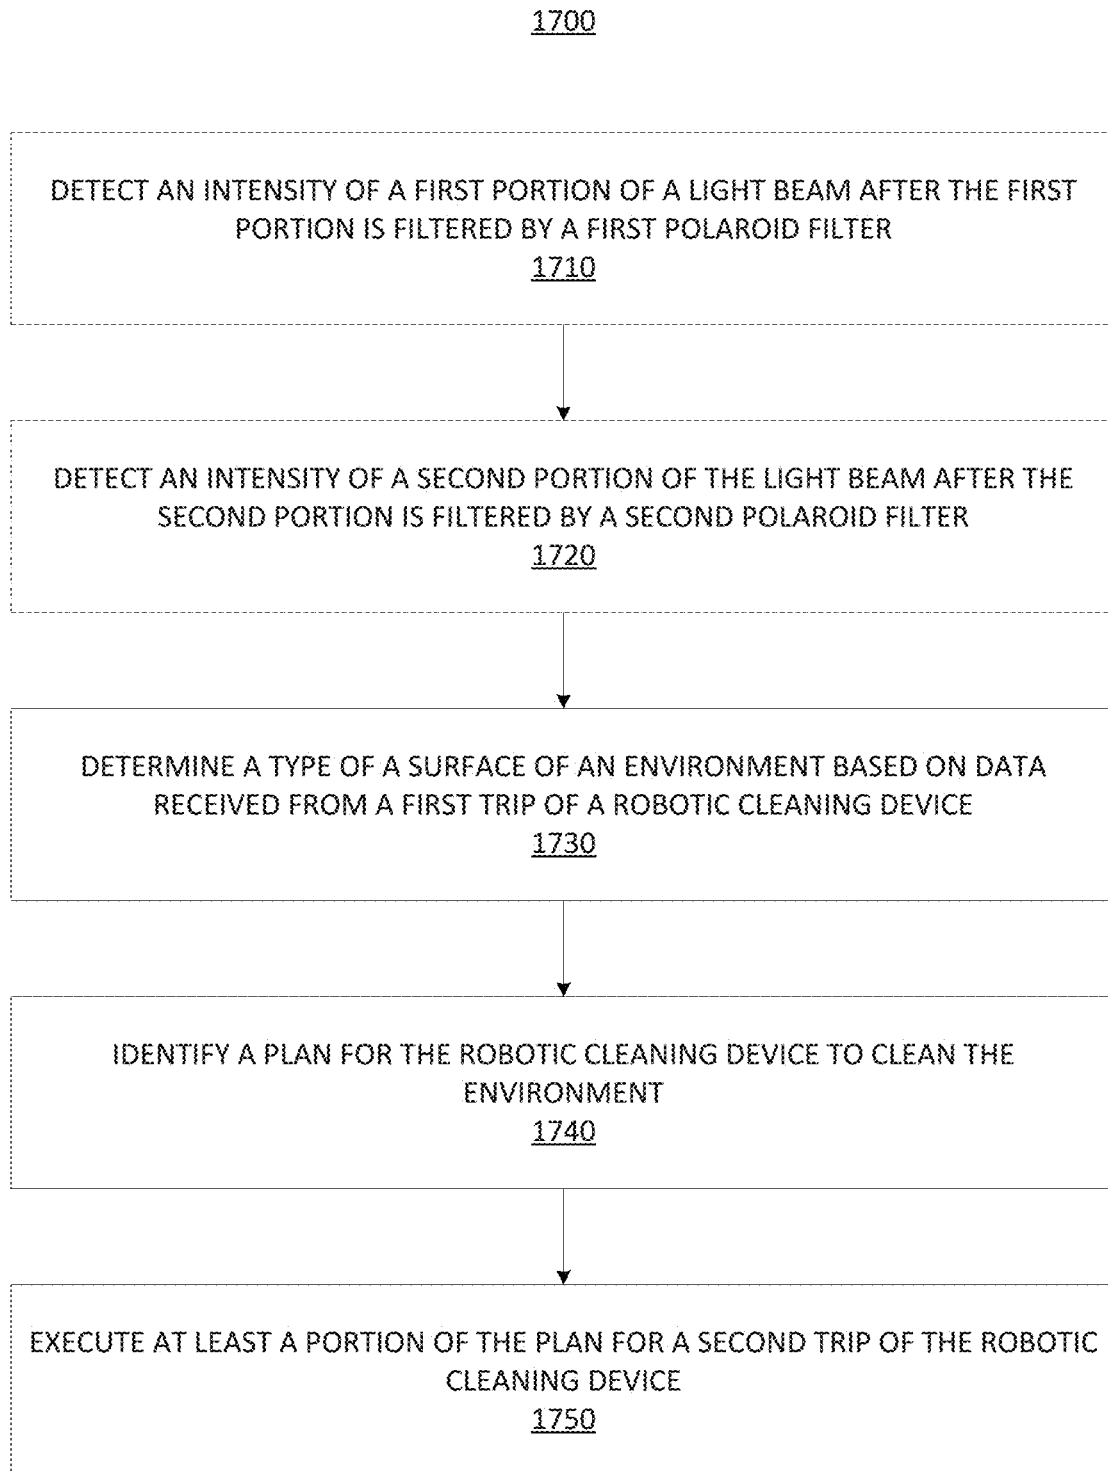 1700
DETECT AN INTENSITY OF A FIRST PORTION OF A LIGHT BEAM AFTER THE FIRST
PORTION IS FILTERED BY A FIRST POLAROID FILTER
1710
DETECT AN INTENSITY OF A SECOND PORTION OF THE LIGHT BEAM AFTER THE
SECOND PORTION IS FILTERED BY A SECOND POLAROID FILTER
1720
DETERMINE A TYPE OF A SURFACE OF AN ENVIRONMENT BASED ON DATA
RECEIVED FROM A FIRST TRIP OF A ROBOTIC CLEANING DEVICE
1730
IDENTIFY A PLAN FOR THE ROBOTIC CLEANING DEVICE TO CLEAN THE
ENVIRONMENT
1740
EXECUTE AT LEAST A PORTION OF THE PLAN FOR A SECOND TRIP OF THE ROBOTIC
CLEANING DEVICE
1750